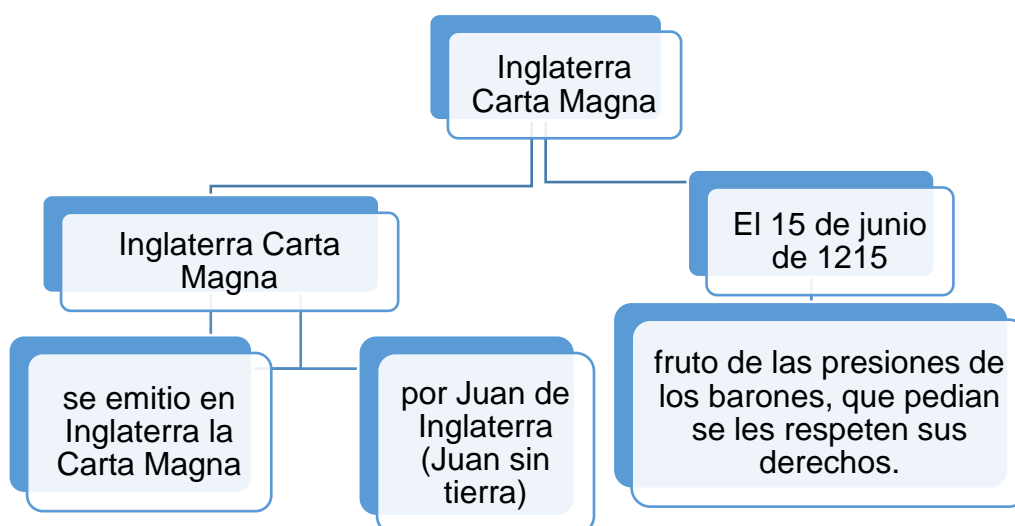 Inglaterra
Carta Magna
Inglaterra Carta
Magna
El 15 de junio
de 1215
se emitio en
Inglaterra la
Carta Magna
por Juan de
Inglaterra
(Juan sin
tierra)
fruto de las presiones de
los barones, que pedian
se les respeten sus
derechos.